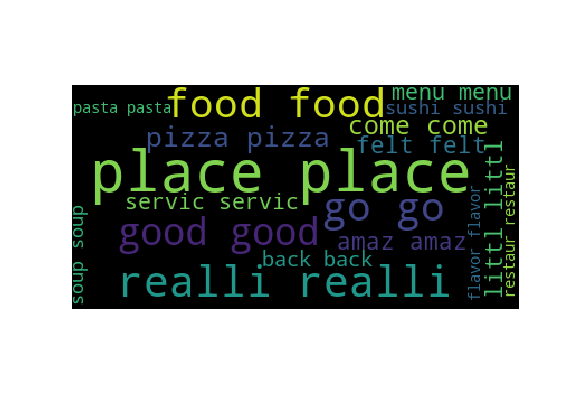 food food
menu menu
pasta pasta
sushi sushi
come come
pizza pizza
felt felt
place place
servic servic
go go
good good
amaz amaz
back back
realli realli
soup soup
flavor flavor
littl littl
restaur restaur